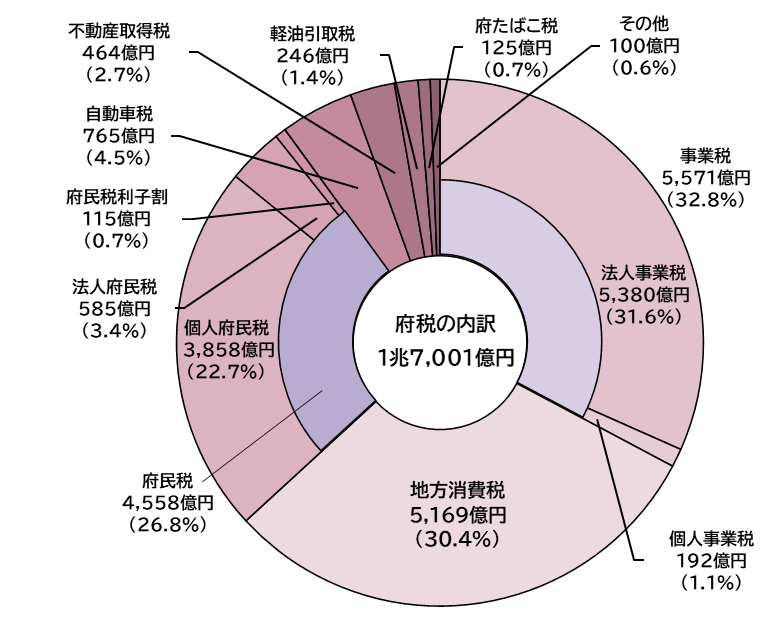 不動産取得税
464億円
（2.7%）
軽油引取税
246億円
（1.4%）
府たばこ税
125億円
（0.7%）
その他
100億円
（0.6%）
自動車税
765億円
（4.5%）
事業税
5,571億円
（32.8%）
府民税利子割
115億円
（0.7%）
法人府民税
585億円
（3.4%）
法人事業税
5,380億円
（31.6%）
個人府民税
3,858億円
（22.7%）
府税の内訳
1兆7,001億円
府民税
4,558億円
（26.8%）
地方消費税
5,169億円
（30.4%）
個人事業税
192億円
（1.1%）